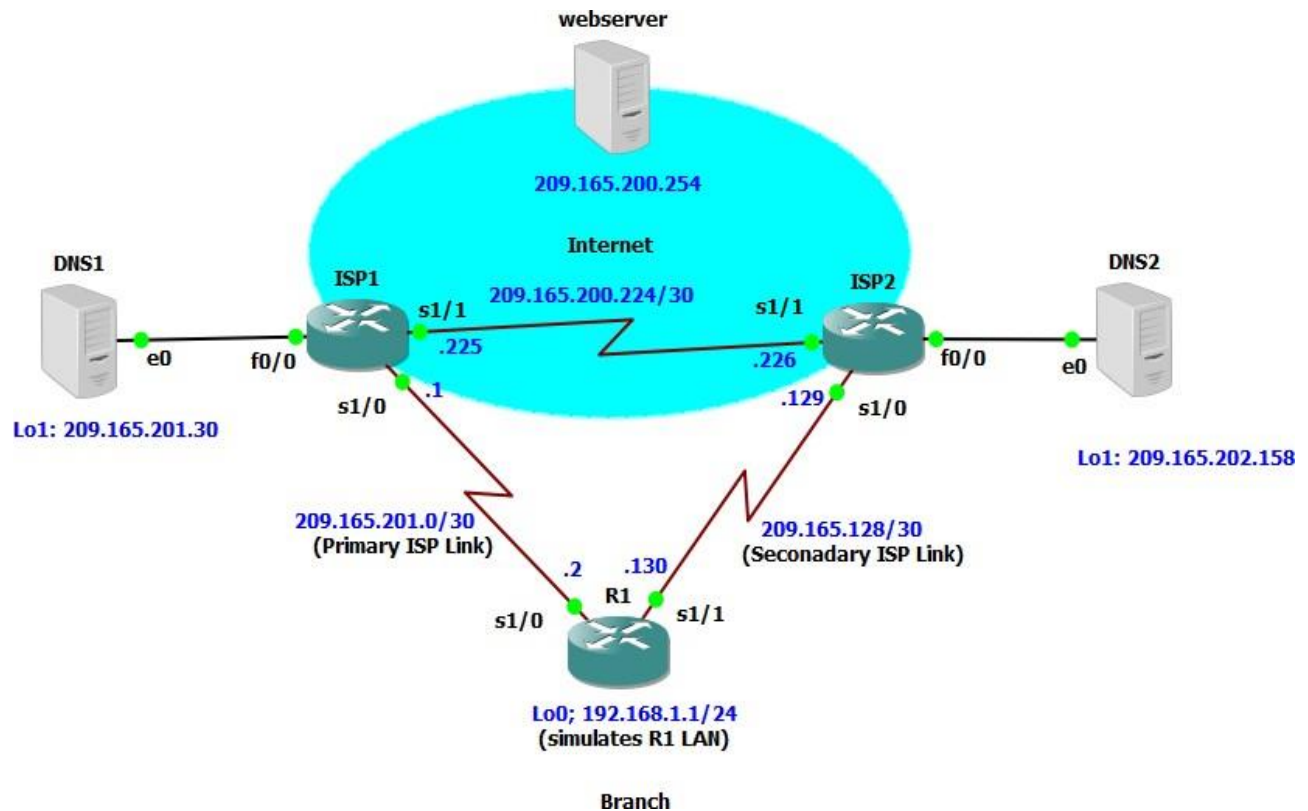 webserver
209.165.200.254
Internet
DNS1
ISP1
209.165.200.224/30
ISP2
DNS2
s1/1
s1/1
e0
f0/0
.225
.226
f0/0
e0
s1/0
.1
.129
s1/0
Lo1: 209.165.201.30
Lo1: 209.165.202.158
209.165.201.0/30
(Primary ISP Link)
209.165.128/30
(Seconadary ISP Link)
.2
.130
R1
s1/0
s1/1
Lo0; 192.168.1.1/24
(simulates R1 LAN)
Branch